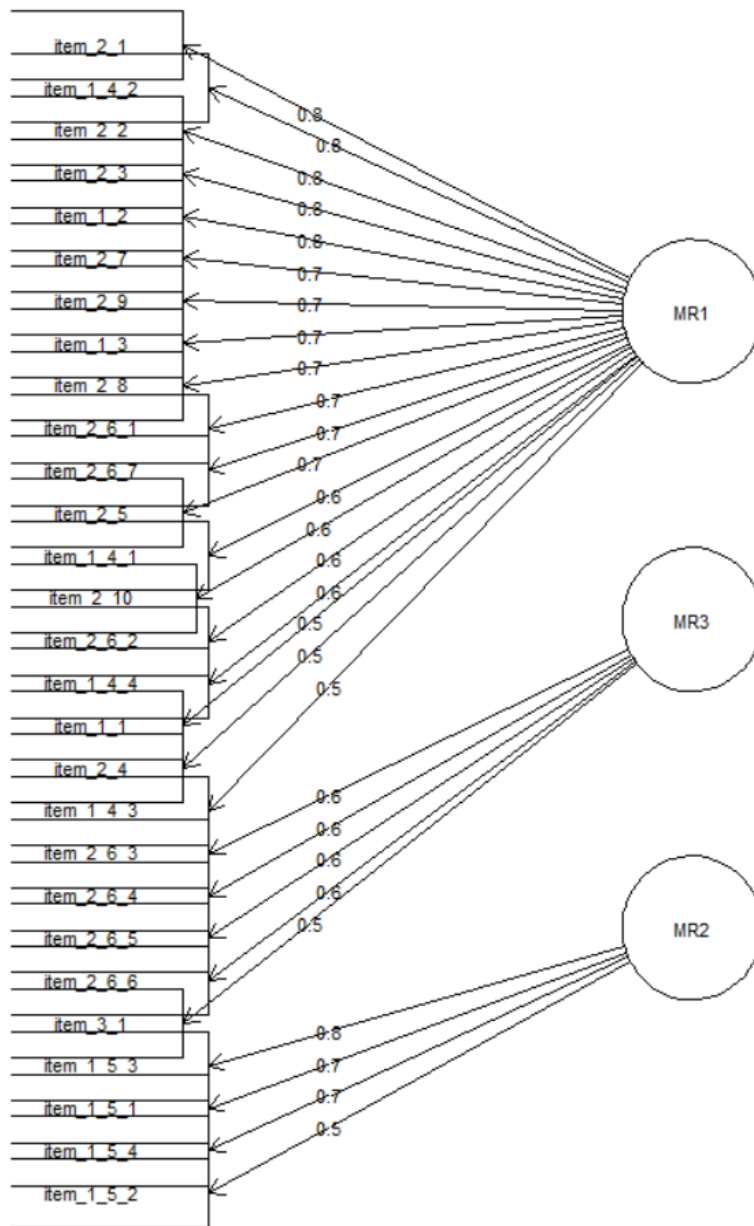 item_2_1
item_1_4_2
item_2_2
item_2_3
item_1_2
item_2_7
item_2_9
item_1_3
item_2_8
item_2_6_1
item_2_6_7
item_2_5
item_1_4_1
item_2_10
item_2_6_2
item_1_4_4
item_1_1
item_2_4
item_1_4_3
item_2_6_3
item_2_6_4
item_2_6_5
item_2_6_6
item_3_1
item_1_5_3
item_1_5_1
item_1_5_4
item_1_5_2
0.8
0.8
0.8
0.8
0.8
0.7
0.7
0.7
0.7
0.7
0.7
0.7
0.6
0.6
0.6
0.6
0.5
0.5
0.5
0.6
0.6
0.6
0.6
0.5
0.8
0.7
0.7
0.5
MR1
MR3
MR2